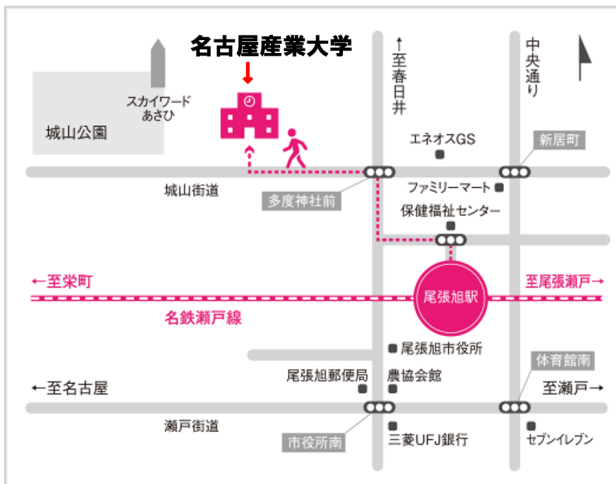 名古屋産業大学
↑至春日井
中央通り
スカイワード
あさひ
城山公園
エネオスGS
新居町
城山街道
多度神社前
ファミリーマート
保健福祉センター
←至栄町
尾張旭駅
至尾張瀬戸→
名鉄瀬戸線
尾張旭市役所
体育館南
尾張旭郵便局
農協会館
←至名古屋
至瀬戸→
瀬戸街道
市役所南
三菱UFJ銀行
セブンイレブン